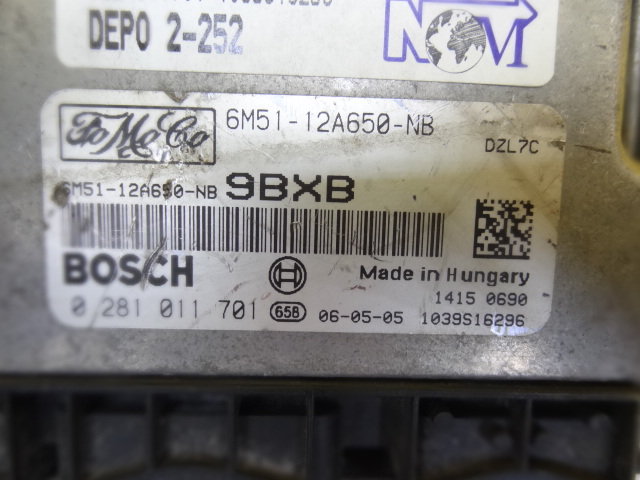 DEPO 2-252
N M
FoMoCo
6M51-12A650-NB
DZL7C
6M51-12A650-NB 9BXB
BOSCH
Made in Hungary
1415 0690
0 281 011 701 658 06-05-05 1039S16296